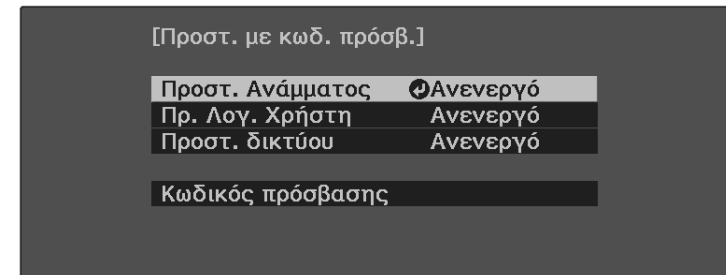 [Προστ. με κωδ. πρόσβ.]
Προστ. Ανάμματος Ανενεργό
Πρ. Λογ. Χρήστη Ανενεργό
Προστ. δικτύου Ανενεργό
Κωδικός πρόσβασης